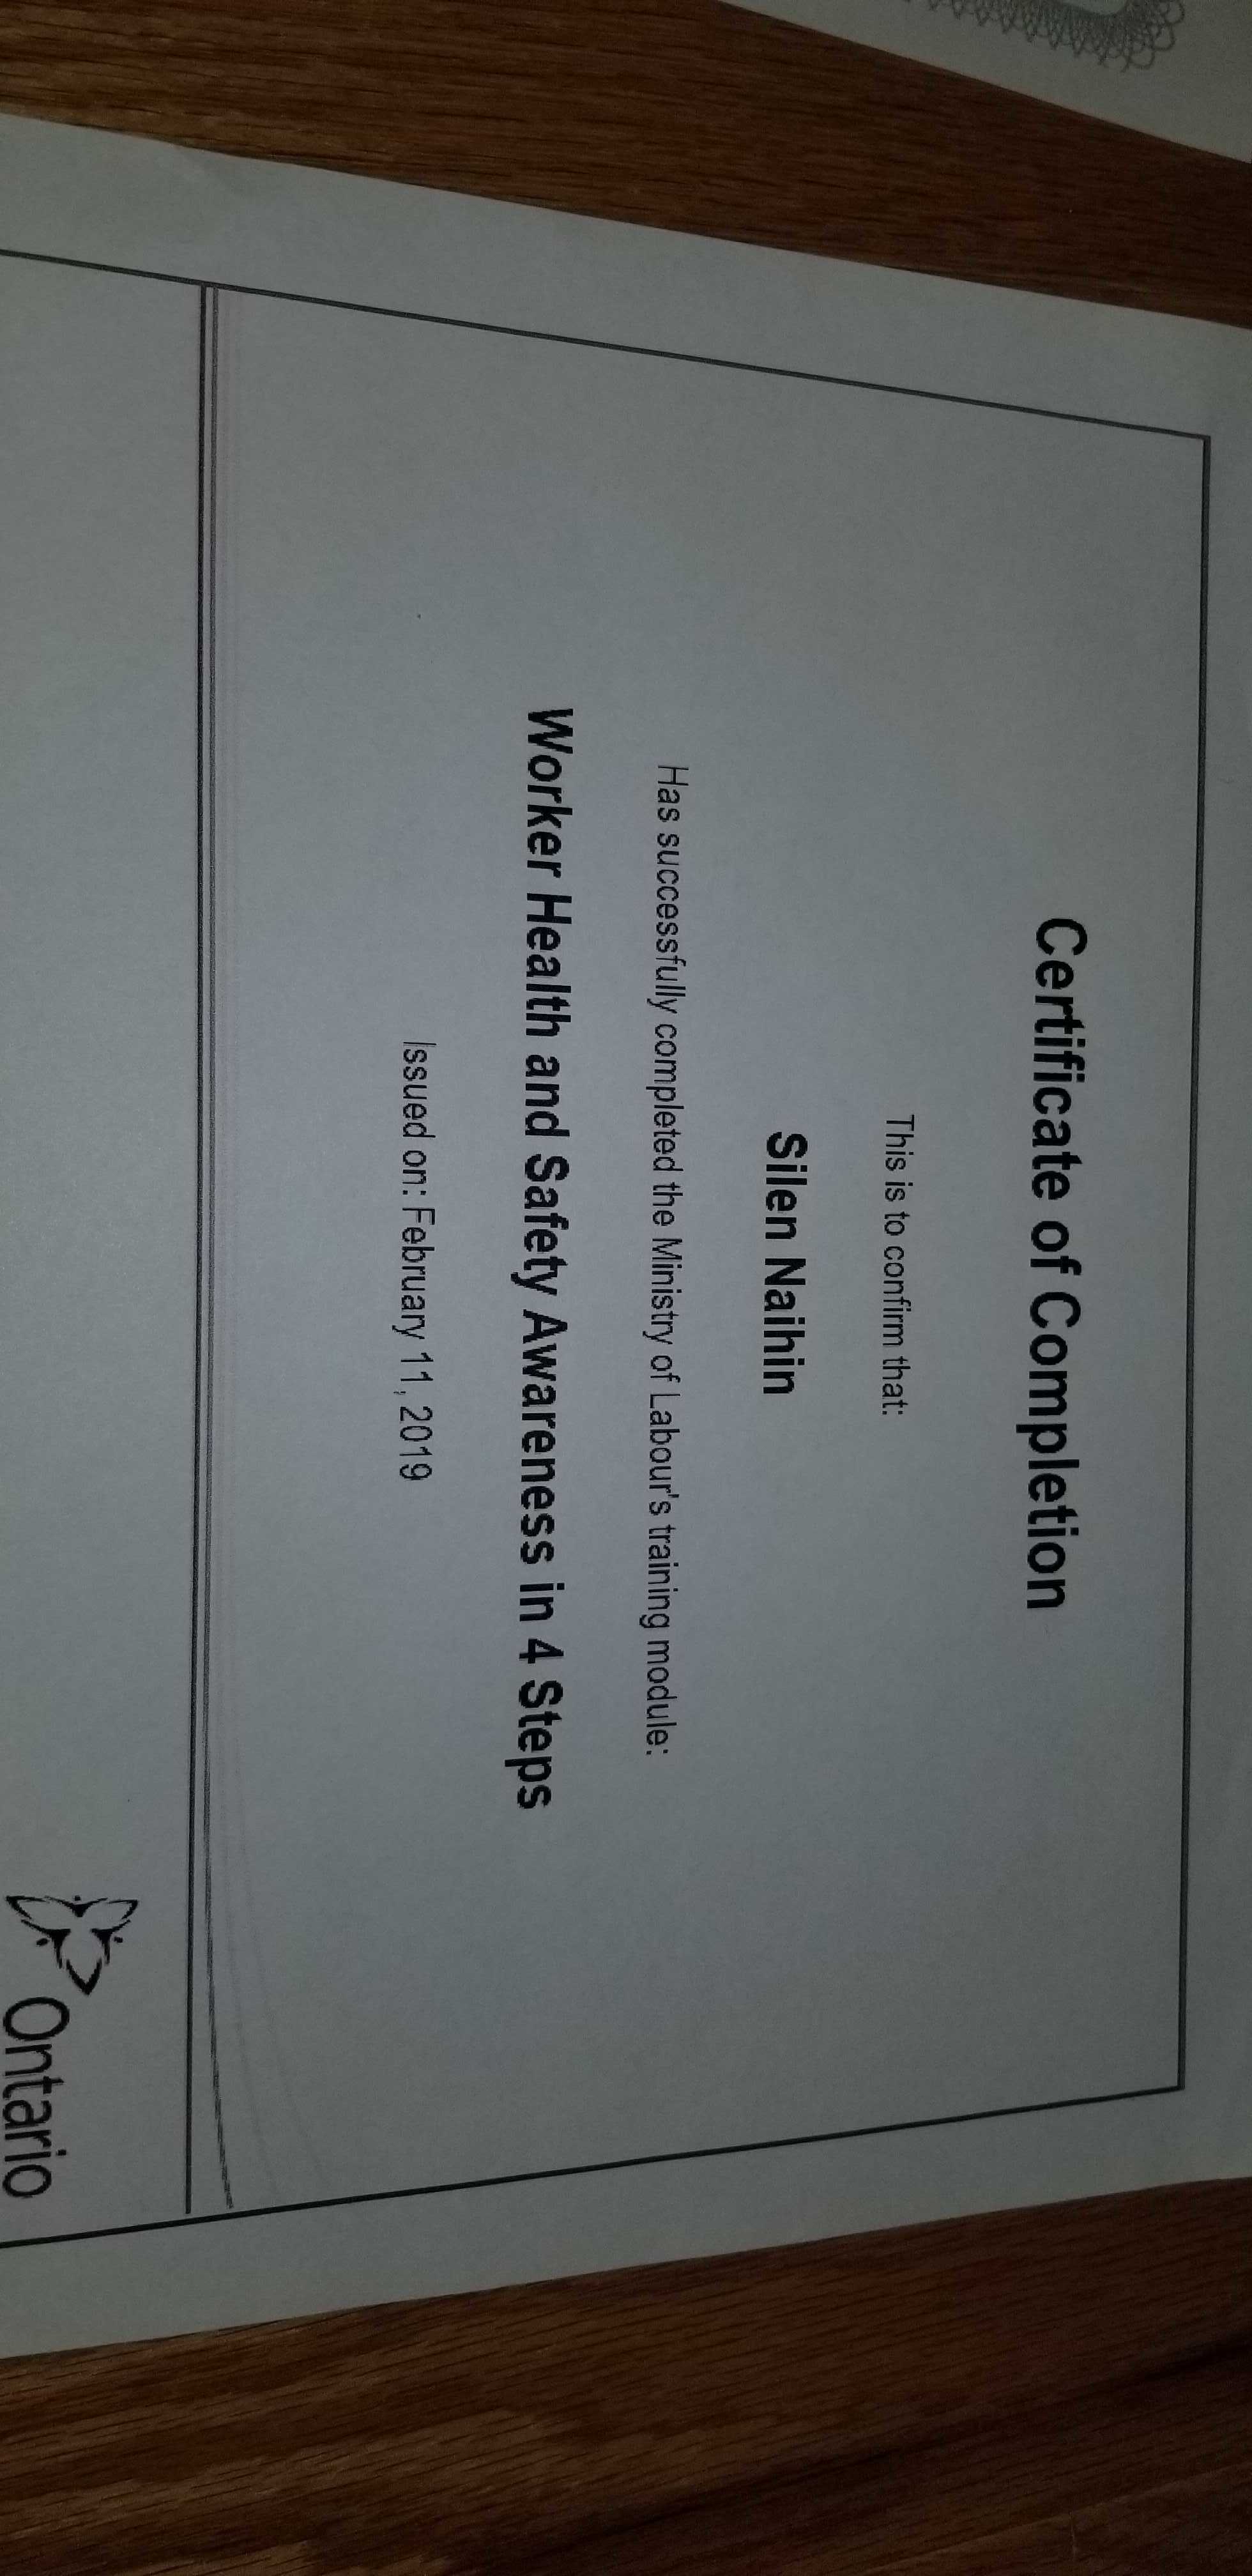 Certificate of Completion
This is to confirm that:
Silen Naihin
Has successfully completed the Ministry of Labour's training module:
Worker Health and Safety Awareness in 4 Steps
Issued on: February 11, 2019
Ontario